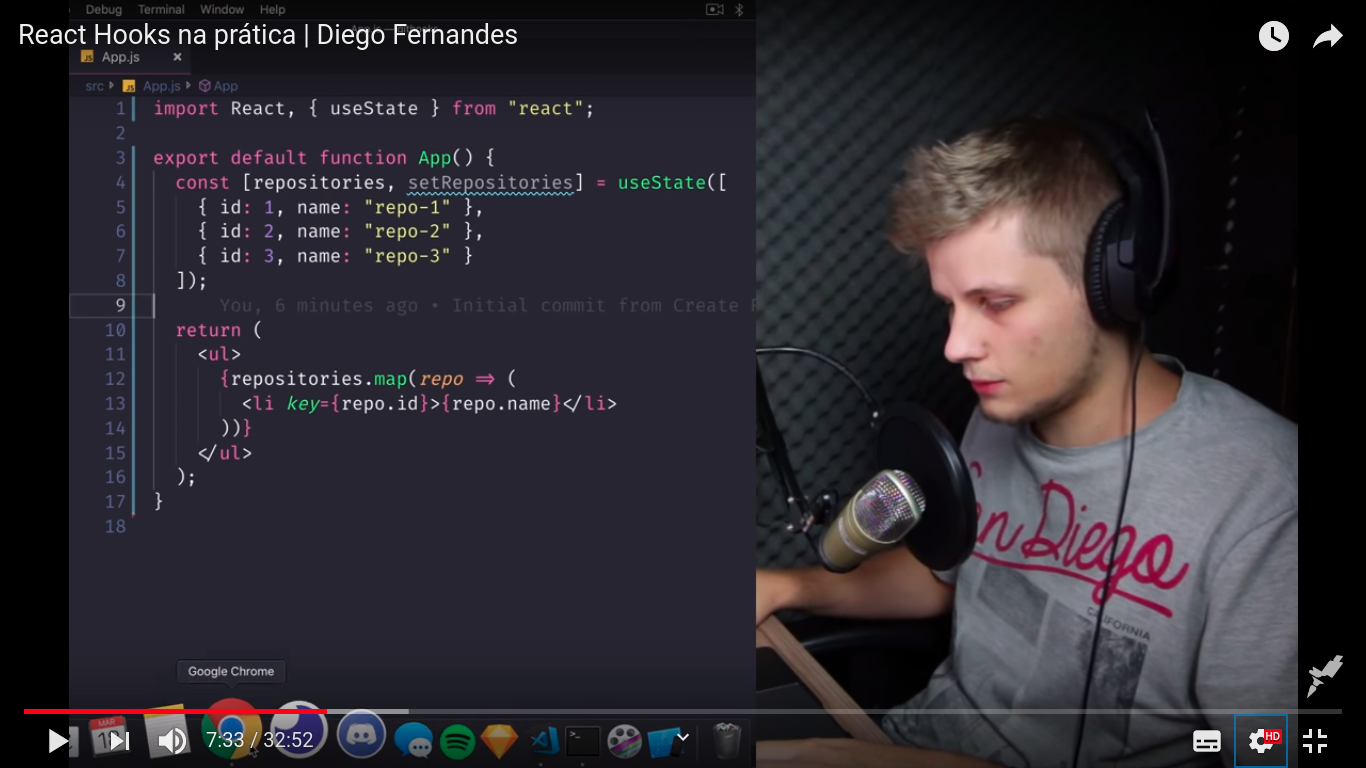 Debug Terminal Window Help
React Hooks na prática | Diego Fernandes
JS App.js ×
src JS App.js App
1 import React, { useState } from "react";
2
3 export default function App() {
4 const [repositories, setRepositories] = useState([
5 { id: 1, name: "repo-1" },
6 { id: 2, name: "repo-2" },
7 { id: 3, name: "repo-3" }
8 ]);
9 You, 6 minutes ago • Initial commit from Create
10 return (
11 <ul>
12 {repositories.map(repo => (
13 <li key={repo.id}>{repo.name}</li>
14 ))}
15 </ul>
16 );
17 }
18
Diego
CALIFORNIA
Google Chrome
MAR
7:33 / 32:52
HD